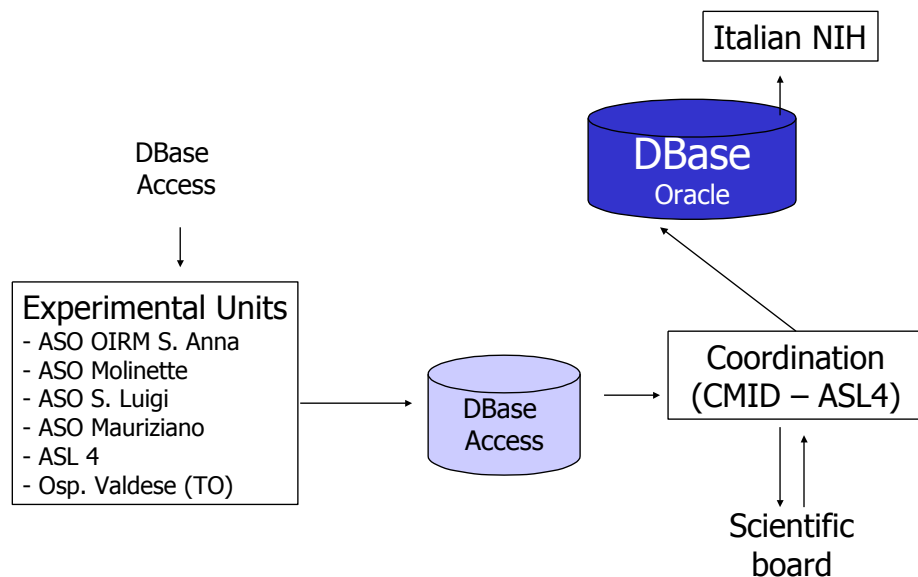 Italian NIH
DBase
Oracle
DBase
Access
Experimental Units
- ASO OIRM S. Anna
- ASO Molinette
- ASO S. Luigi
- ASO Mauriziano
- ASL 4
- Osp. Valdese (TO)
DBase
Access
Coordination
(CMID – ASL4)
Scientific
board